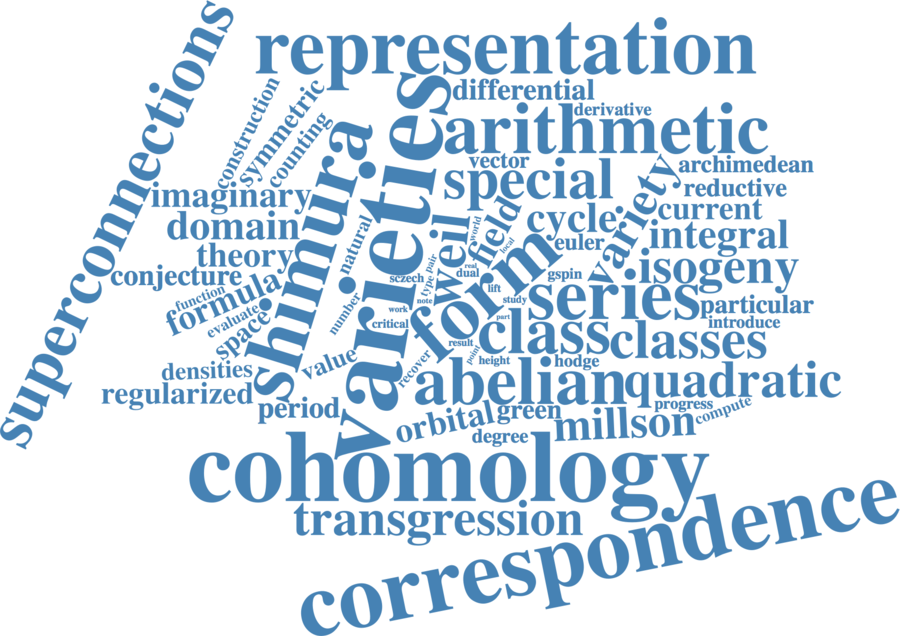 superconnections
representation
differential
derivative
construction
symmetric
counting
arithmetic
varieties
shimura
vector
archimedean
special
variety
reductive
imaginary
domain
natural
weil
world
field
local
cycle
current
euler
integral
theory
conjecture
sczech
type
pair
real
dual
form
gspin
isogeny
function
formula
evaluate
space
number
note
work
critical
lift
study
part
series
particular
introduce
class
classes
densities
value
recover
result
point
height
hodge
regularized
period
abelian
quadratic
orbital
green
degree
millson
progress
compute
cohomology
transgression
correspondence